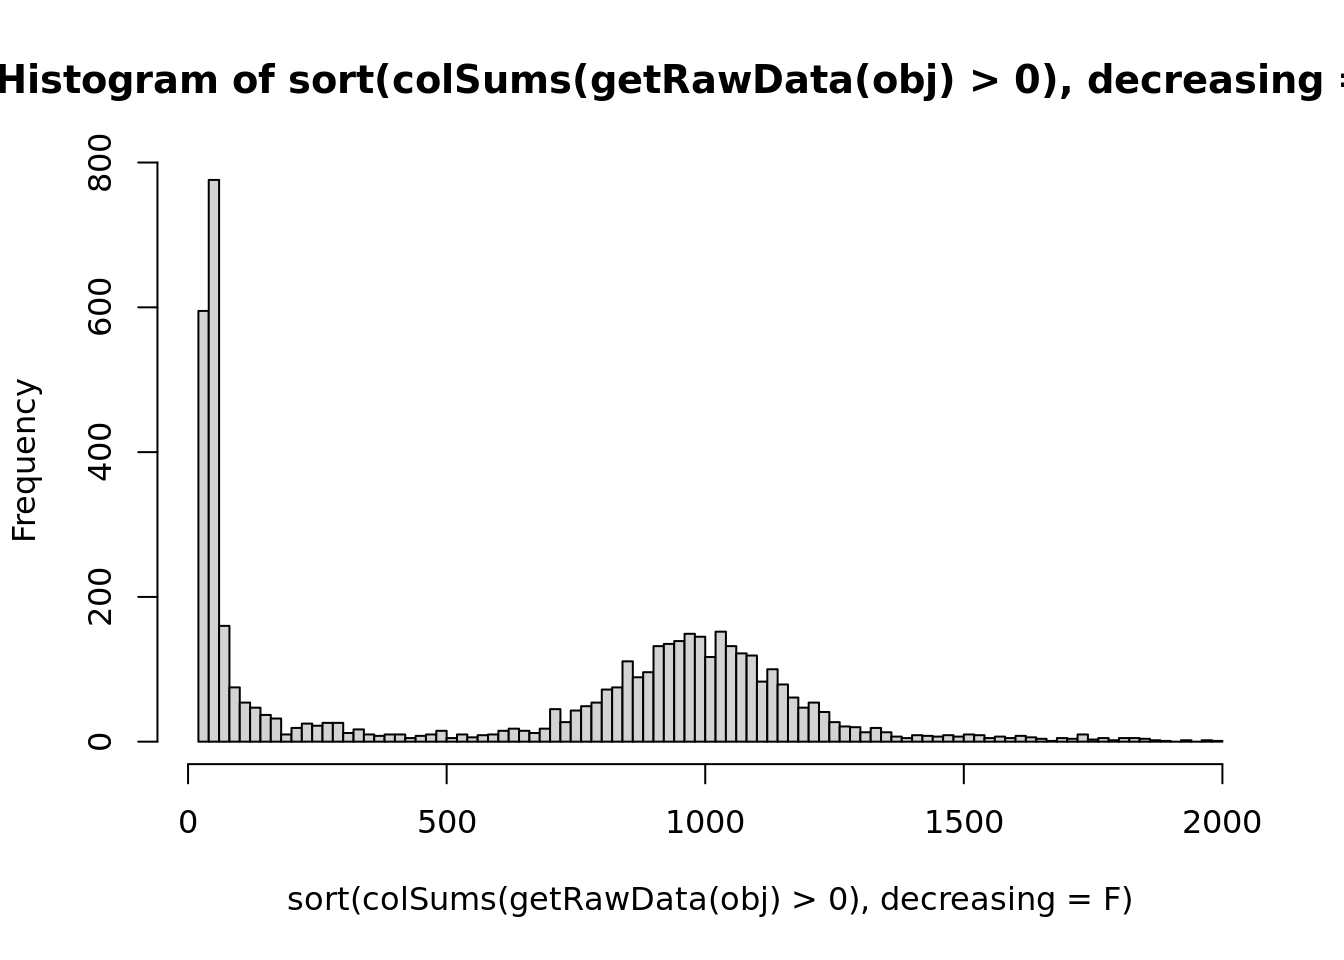 Histogram of sort(colSums(getRawData(obj) > 0), decreasing =
Frequency
800
600
400
200
0
0 500 1000 1500 2000
sort(colSums(getRawData(obj) > 0), decreasing = F)